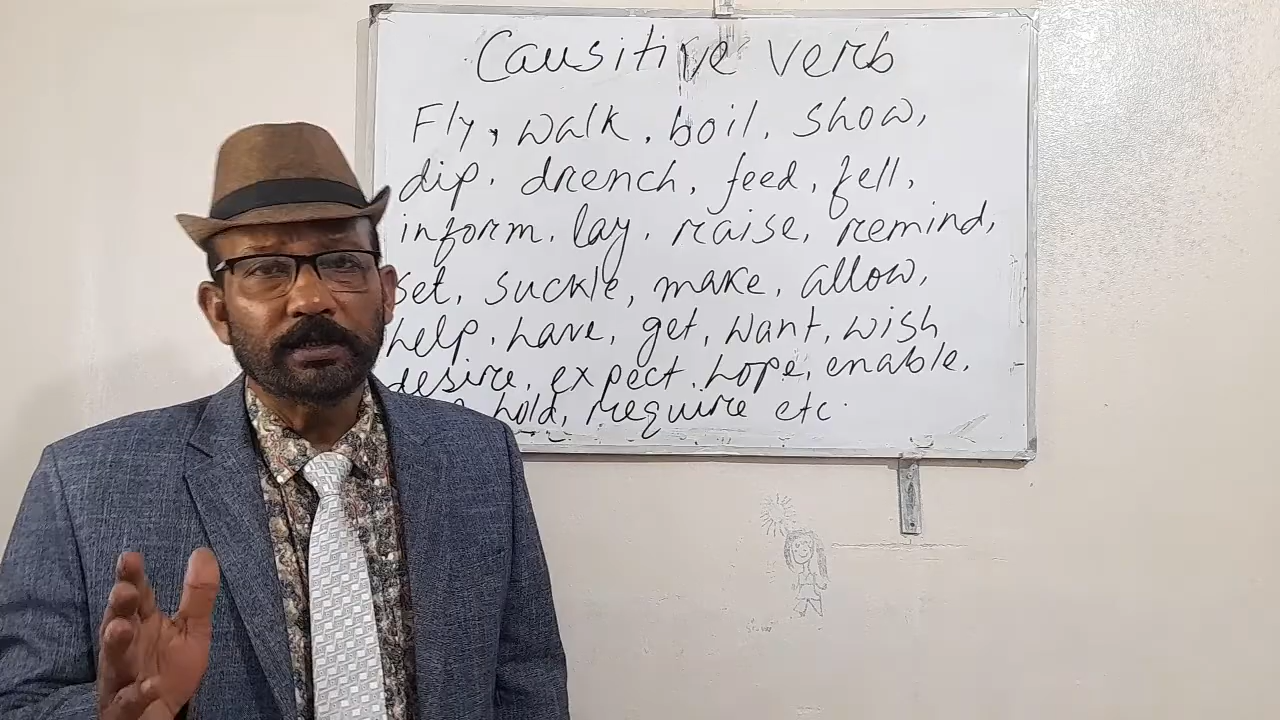 Causitive verb
Fly, walk, boil, show,
dip, drench, feed, fell,
inform, lay, raise, remind,
set, suckle, make, allow,
help, have, get, want, wish
desire, expect, hope, enable,
hold, require etc.